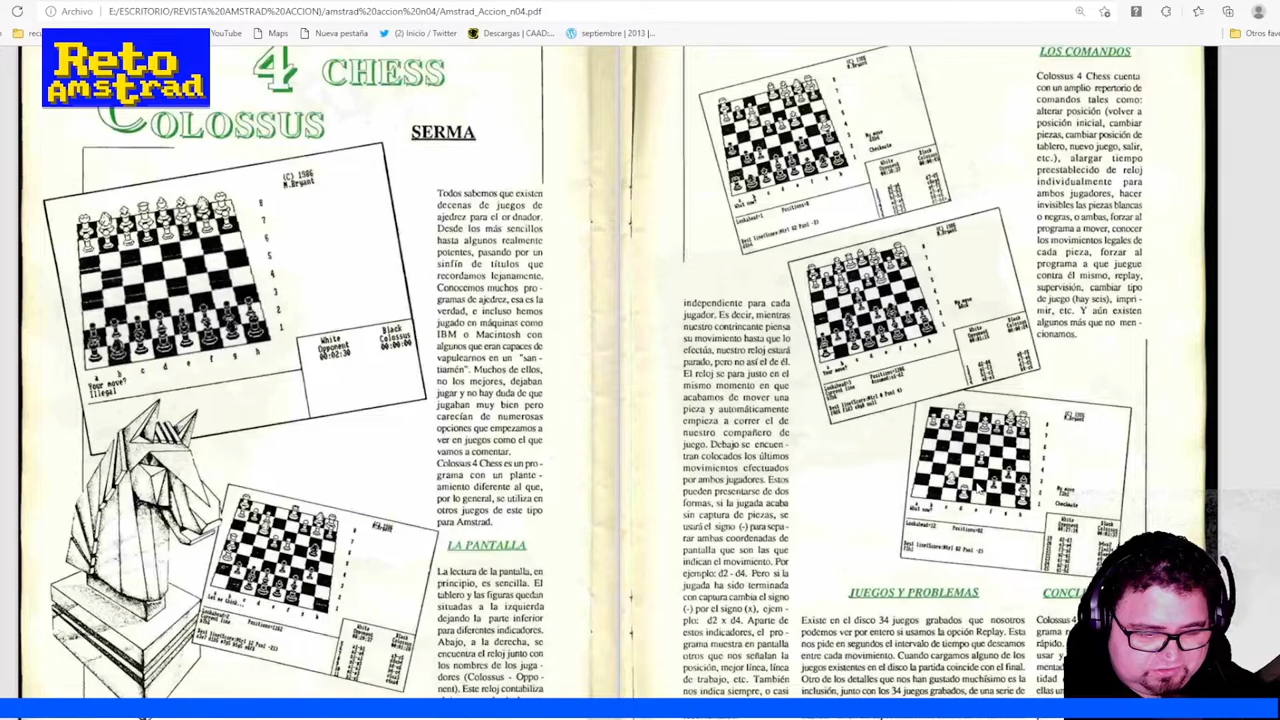 Archivo
E:/ESCRITORIO/REVISTA%20AMSTRAD%20ACCION)/amstrad%20accion%20n04/Amstrad_Accion_n04.pdf
YouTube
Maps
Nueva pestaña
(2) Inicio / Twitter
Descargas (CAAD:...
septiembre | 2013 |...
Otros fav
Reto
Amstrad
4 CHESS
COLOSSUS
SERMA
(C) 1986
M.Bryant
White
Opponent
00:02:30
Black
Colossus
00:00:00
Your move?
Illegal
Todos sabemos que existen
decenas de juegos de
ajedrez para el or dnador.
Desde los más sencillos
hasta algunos realmente
potentes, pasando por un
sinfín de títulos que
recordamos lejanamente.
Conocemos muchos pro-
gramas de ajedrez, esa es la
verdad, e incluso hemos
jugado en máquinas como
IBM o Macintosh con
algunos que eran capaces de
vapulearnos en un "san-
tiamén". Muchos de ellos,
no los mejores, dejaban
jugar y no hay duda de que
jugaban muy bien pero
carecían de numerosas
opciones que empezamos a
ver en juegos como el que
vamos a comentar.
Colossus 4 Chess es un pro-
grama con un plante-
amiento diferente al que,
por lo general, se utiliza en
otros juegos de este tipo
para Amstrad.
LA PANTALLA
La lectura de la pantalla, en
principio, es sencilla. El
tablero y las figuras quedan
situadas a la izquierda
dejando la parte inferior
para diferentes indicadores.
Abajo, a la derecha, se
encuentra el reloj junto con
los nombres de los juga-
dores (Colossus - Oppo-
nent). Este reloj contabiliza
independiente para cada
jugador. Es decir, mientras
nuestro contrincante piensa
su movimiento hasta que lo
efectúa, nuestro reloj estará
parado, pero no así el de él.
El reloj se para justo en el
mismo momento en que
acabamos de mover una
pieza y automáticamente
empieza a correr el de
nuestro compañero de
juego. Debajo se encuen-
tran colocados los últimos
movimientos efectuados
por ambos jugadores. Estos
pueden presentarse de dos
formas, si la jugada acaba
sin captura de piezas, se
usará el signo (-) para sepa-
rar ambas coordenadas de
pantalla que son las que
indican el movimiento. Por
ejemplo: d2 - d4. Pero si la
jugada ha sido terminada
con captura cambia el signo
(-) por el signo (x), ejem-
plo: d2 x d4. Aparte de
estos indicadores, el pro-
grama muestra en pantalla
otros que nos señalan la
posición, mejor línea, línea
de trabajo, etc. También
nos indica siempre, o casi
JUEGOS Y PROBLEMAS
Existe en el disco 34 juegos grabados que nosotros
podemos ver por entero si usamos la opción Replay. Esta
nos pide en segundos el intervalo de tiempo que deseamos
entre cada movimiento. Cuando cargamos alguno de los
juegos existentes en el disco la partida coincide con el final.
Otro de los detalles que nos han gustado muchísimo es la
inclusión, junto con los 34 juegos grabados, de una serie de
LOS COMANDOS
Colossus 4 Chess cuenta
con un amplio repertorio de
comandos tales como:
alterar posición (volver a
posición inicial, cambiar
piezas, cambiar posición de
tablero, nuevo juego, salir,
etc.), alargar tiempo
preestablecido de reloj
individualmente para
ambos jugadores, hacer
invisibles las piezas blancas
o negras, o ambas, forzar al
programa a mover, conocer
los movimientos legales de
cada pieza, forzar al
programa a que juegue
contra él mismo, replay,
supervisión, cambiar tipo
de juego (hay seis), impri-
mir, etc. Y aún existen
algunos más que no men-
cionamos.
CONCL
Colossus 4
grama
rápido.
usar y